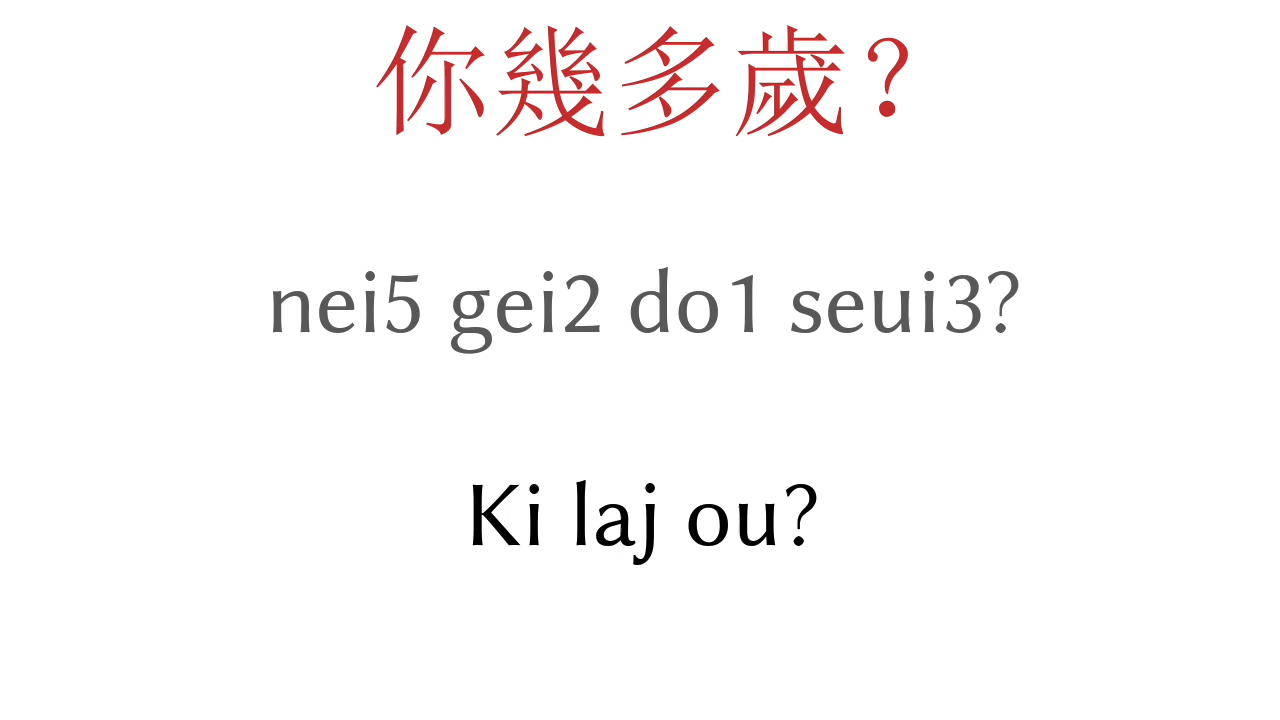 你幾多歲？
nei5 gei2 do1 seui3?
Ki laj ou?